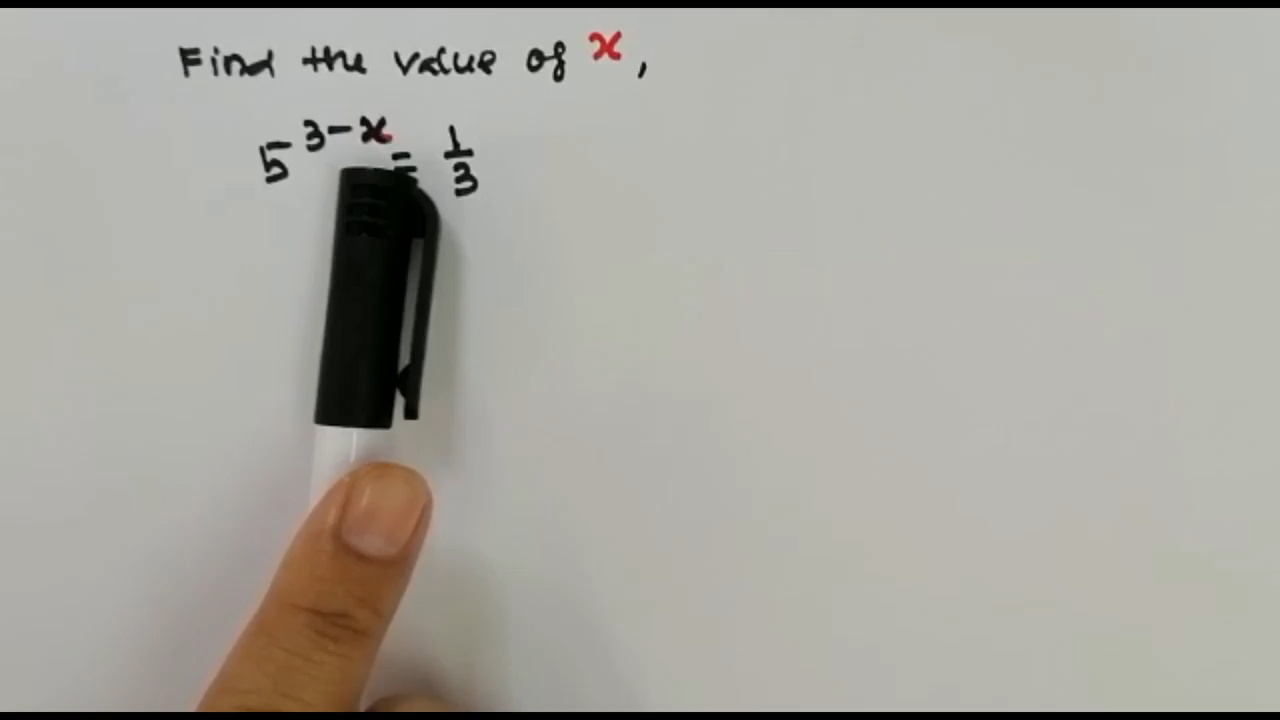 Find the value of x,
5^{3-x} = 1/3